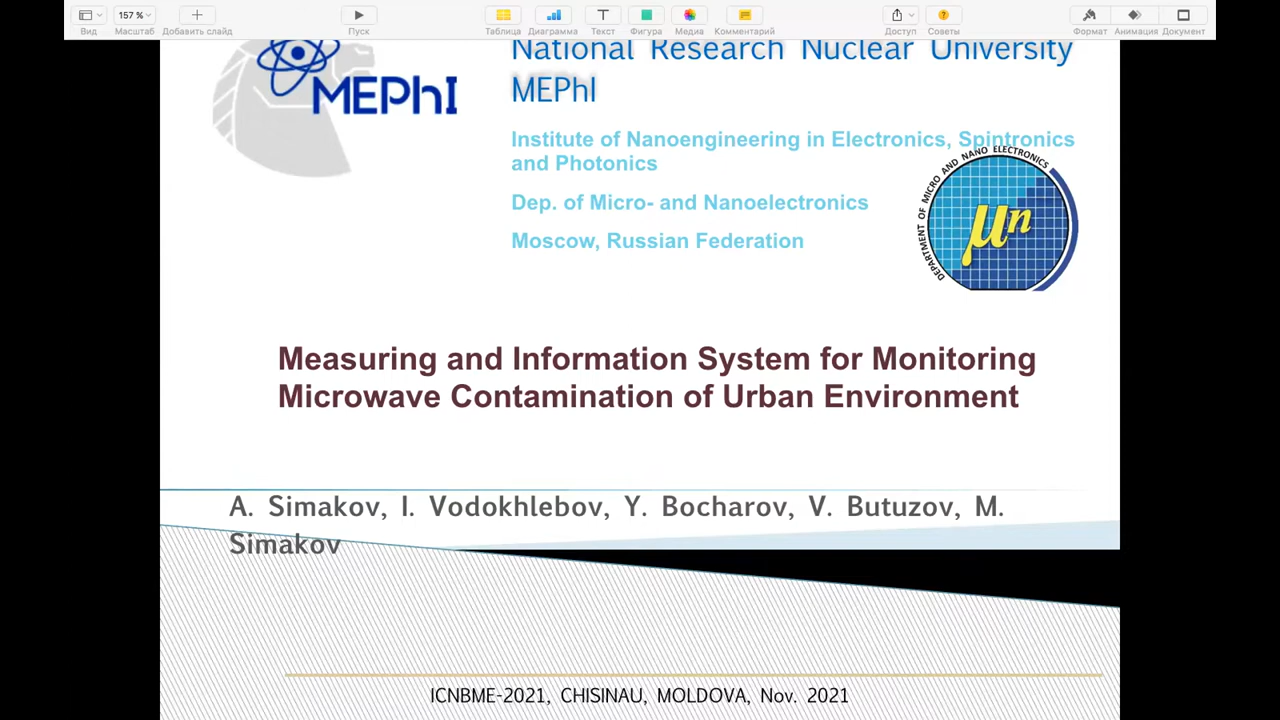 157 %
Вид
Масштаб
Добавить слайд
Пуск
Таблица
Диаграмма
Текст
Фигура
Медиа
Комментарий
Доступ
Советы
Формат
Анимация
Документ
MEPhI
National Research Nuclear University
MEPhI
Institute of Nanoengineering in Electronics, Spintronics
and Photonics
Dep. of Micro- and Nanoelectronics
Moscow, Russian Federation
DEPARTMENT OF MICRO AND NANO ELECTRONICS
μn
Measuring and Information System for Monitoring
Microwave Contamination of Urban Environment
A. Simakov, I. Vodokhlebov, Y. Bocharov, V. Butuzov, M.
Simakov
ICNBME-2021, CHISINAU, MOLDOVA, Nov. 2021